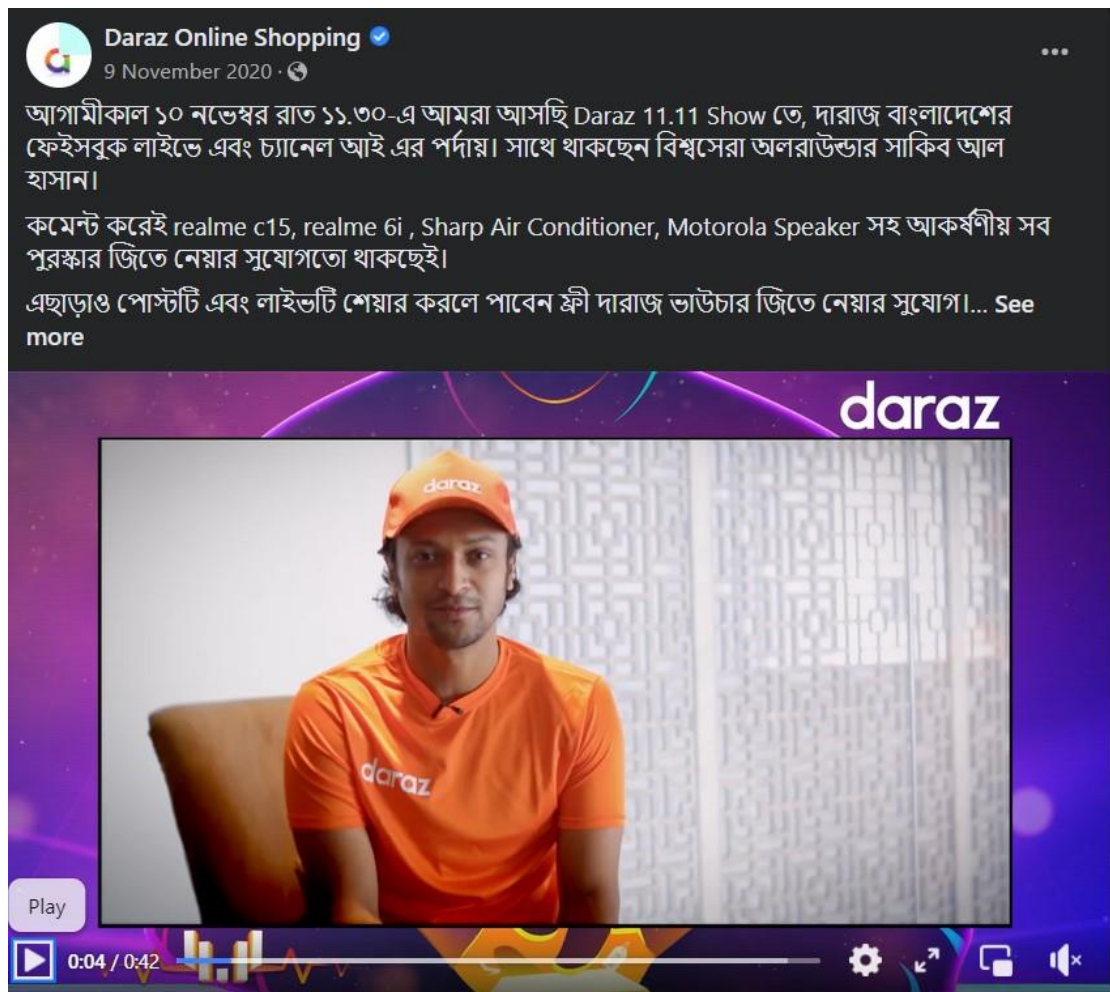 Daraz Online Shopping
9 November 2020 ·
আগামীকাল ১০ নভেম্বর রাত ১১.৩০-এ আমরা আসছি Daraz 11.11 Show তে, দারাজ বাংলাদেশের
ফেইসবুক লাইভে এবং চ্যানেল আই এর পর্দায়। সাথে থাকছেন বিশ্বসেরা অলরাউন্ডার সাকিব আল
হাসান।
কমেন্ট করেই realme c15, realme 6i , Sharp Air Conditioner, Motorola Speaker সহ আকর্ষণীয় সব
পুরস্কার জিতে নেয়ার সুযোগতো থাকছেই।
এছাড়াও পোস্টটি এবং লাইভটি শেয়ার করলে পাবেন ফ্রী দারাজ ভাউচার জিতে নেয়ার সুযোগ।... See
more
daraz
daraz
daraz
Play
0:04 / 0:42